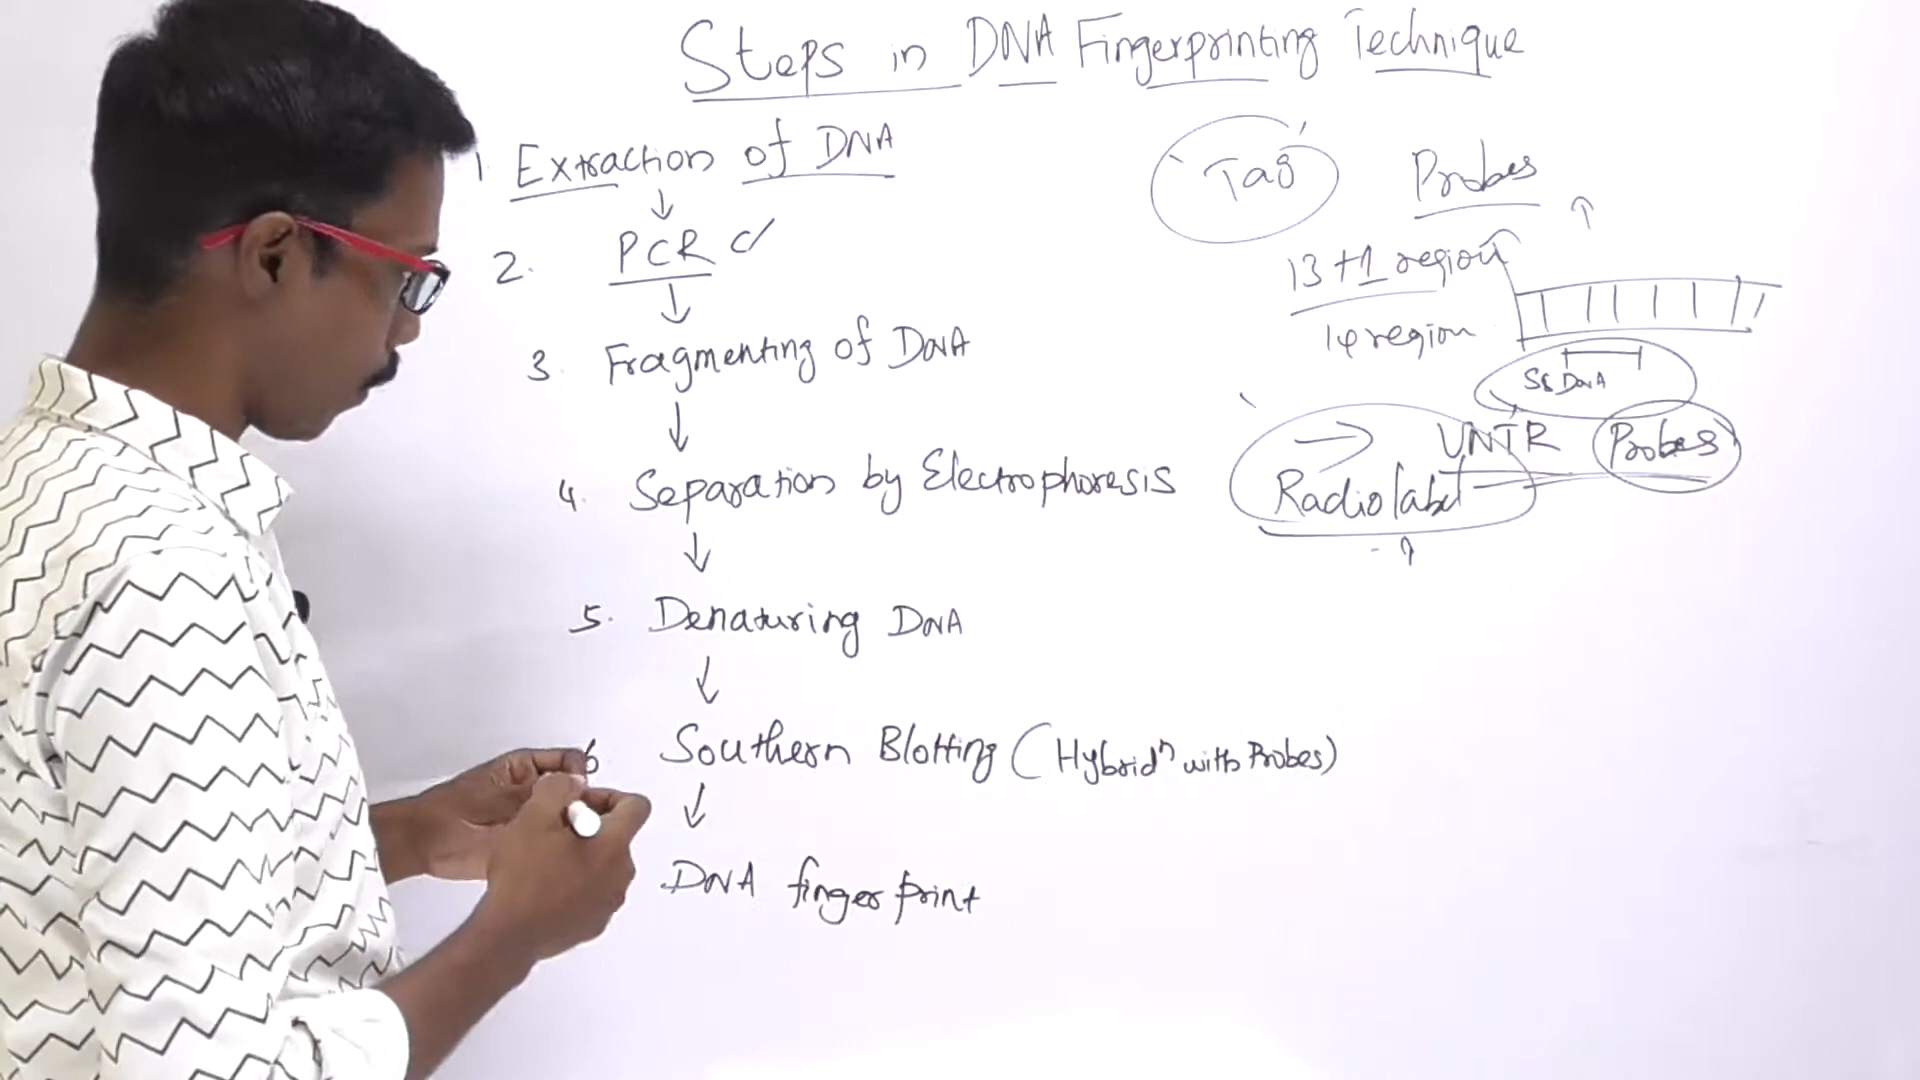 Steps in DNA Fingerprinting Technique
1. Extraction of DNA
2. PCR
3. Fragmenting of DNA
4. Separation by Electrophoresis
5. Denaturing DNA
6 Southern Blotting (Hybridn with Probes)
DNA fingerprint
Tag Probes
13+1 region
14 region
SS DNA
VNTR Probes
Radiolabel